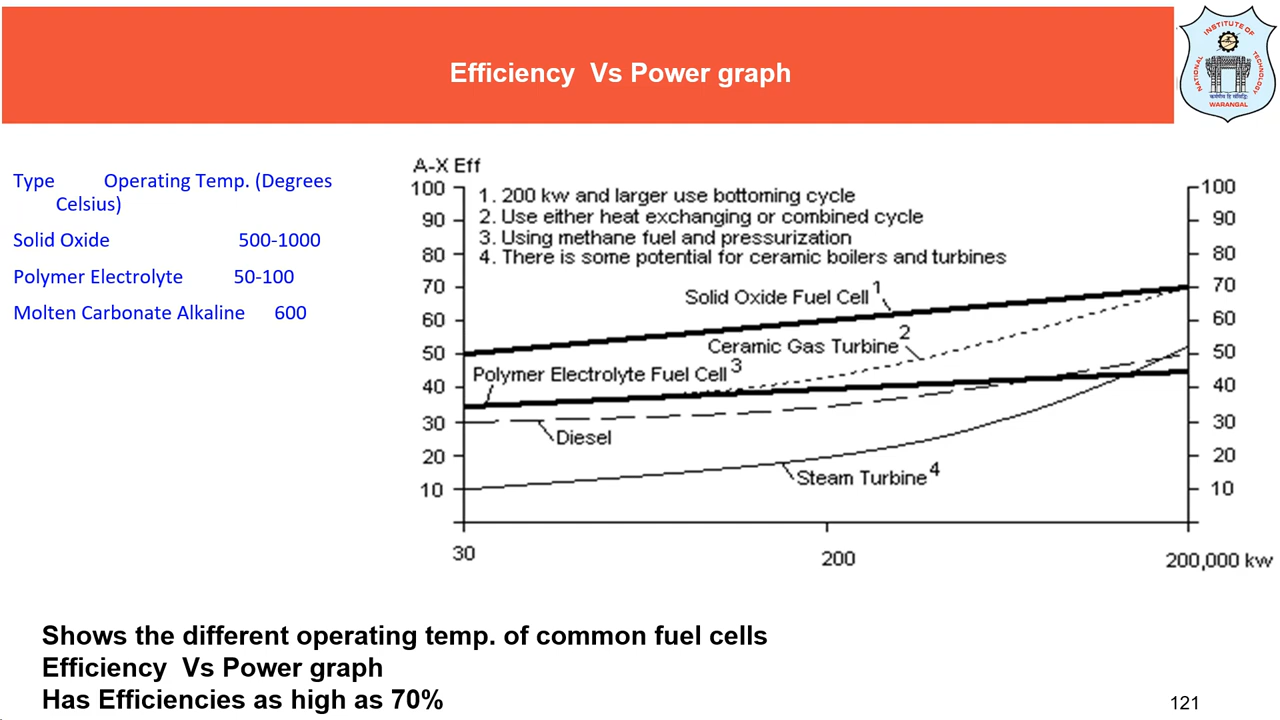 Efficiency Vs Power graph
INSTITUTE OF
NATIONAL
TECHNOLOGY
WARANGAL
Type Operating Temp. (Degrees
Celsius)
Solid Oxide 500-1000
Polymer Electrolyte 50-100
Molten Carbonate Alkaline 600
A-X Eff
100
90
80
70
60
50
40
30
20
10
1. 200 kw and larger use bottoming cycle
2. Use either heat exchanging or combined cycle
3. Using methane fuel and pressurization
4. There is some potential for ceramic boilers and turbines
Solid Oxide Fuel Cell 1
Ceramic Gas Turbine 2
Polymer Electrolyte Fuel Cell 3
Diesel
Steam Turbine 4
100
90
80
70
60
50
40
30
20
10
30
200
200,000 kw
Shows the different operating temp. of common fuel cells
Efficiency Vs Power graph
Has Efficiencies as high as 70%
121